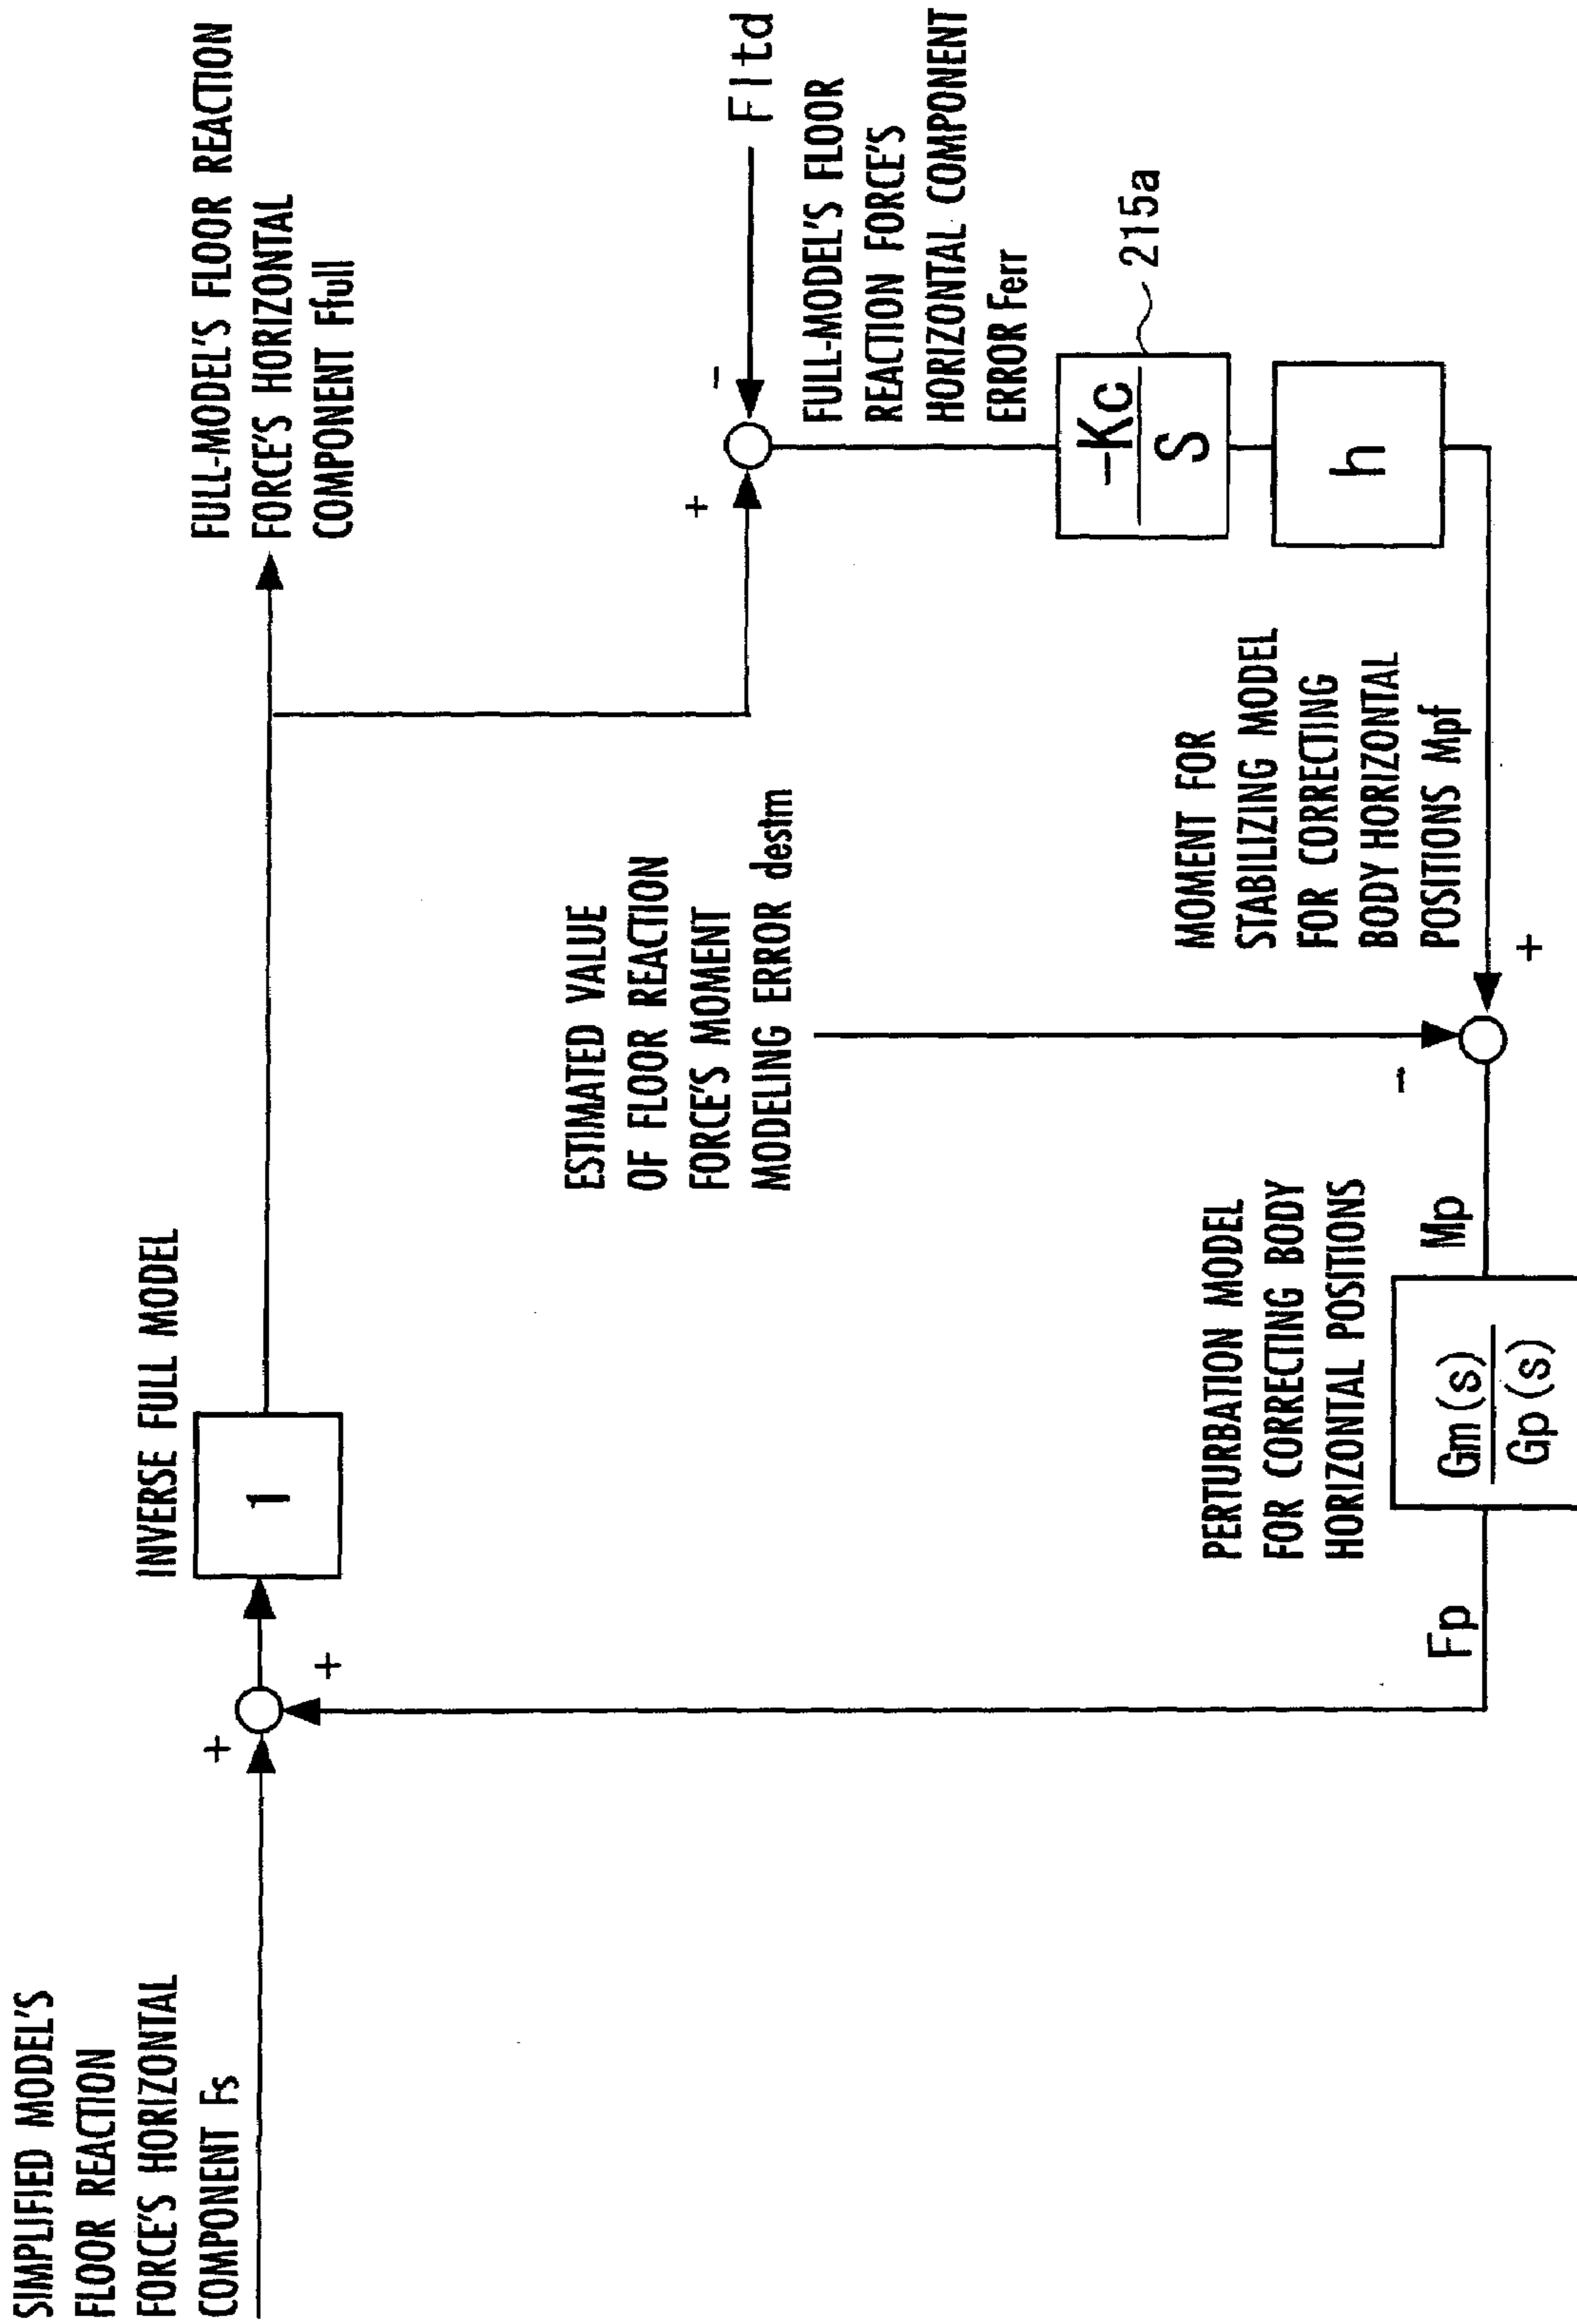 SIMPLIFIED MODEL'S
FLOOR REACTION
FORCE'S HORIZONTAL
COMPONENT Fs
+
+
INVERSE FULL MODEL
1
FULL-MODEL'S FLOOR REACTION
FORCE'S HORIZONTAL
COMPONENT Ffull
+
-
Fltd
FULL-MODEL'S FLOOR
REACTION FORCE'S
HORIZONTAL COMPONENT
ERROR Ferr
-Kc
S
215a
h
ESTIMATED VALUE
OF FLOOR REACTION
FORCE'S MOMENT
MODELING ERROR destm
MOMENT FOR
STABILIZING MODEL
FOR CORRECTING
BODY HORIZONTAL
POSITIONS Mpf
+
-
PERTURBATION MODEL
FOR CORRECTING BODY
HORIZONTAL POSITIONS
Mp
Gm(s)
Gp(s)
Fp